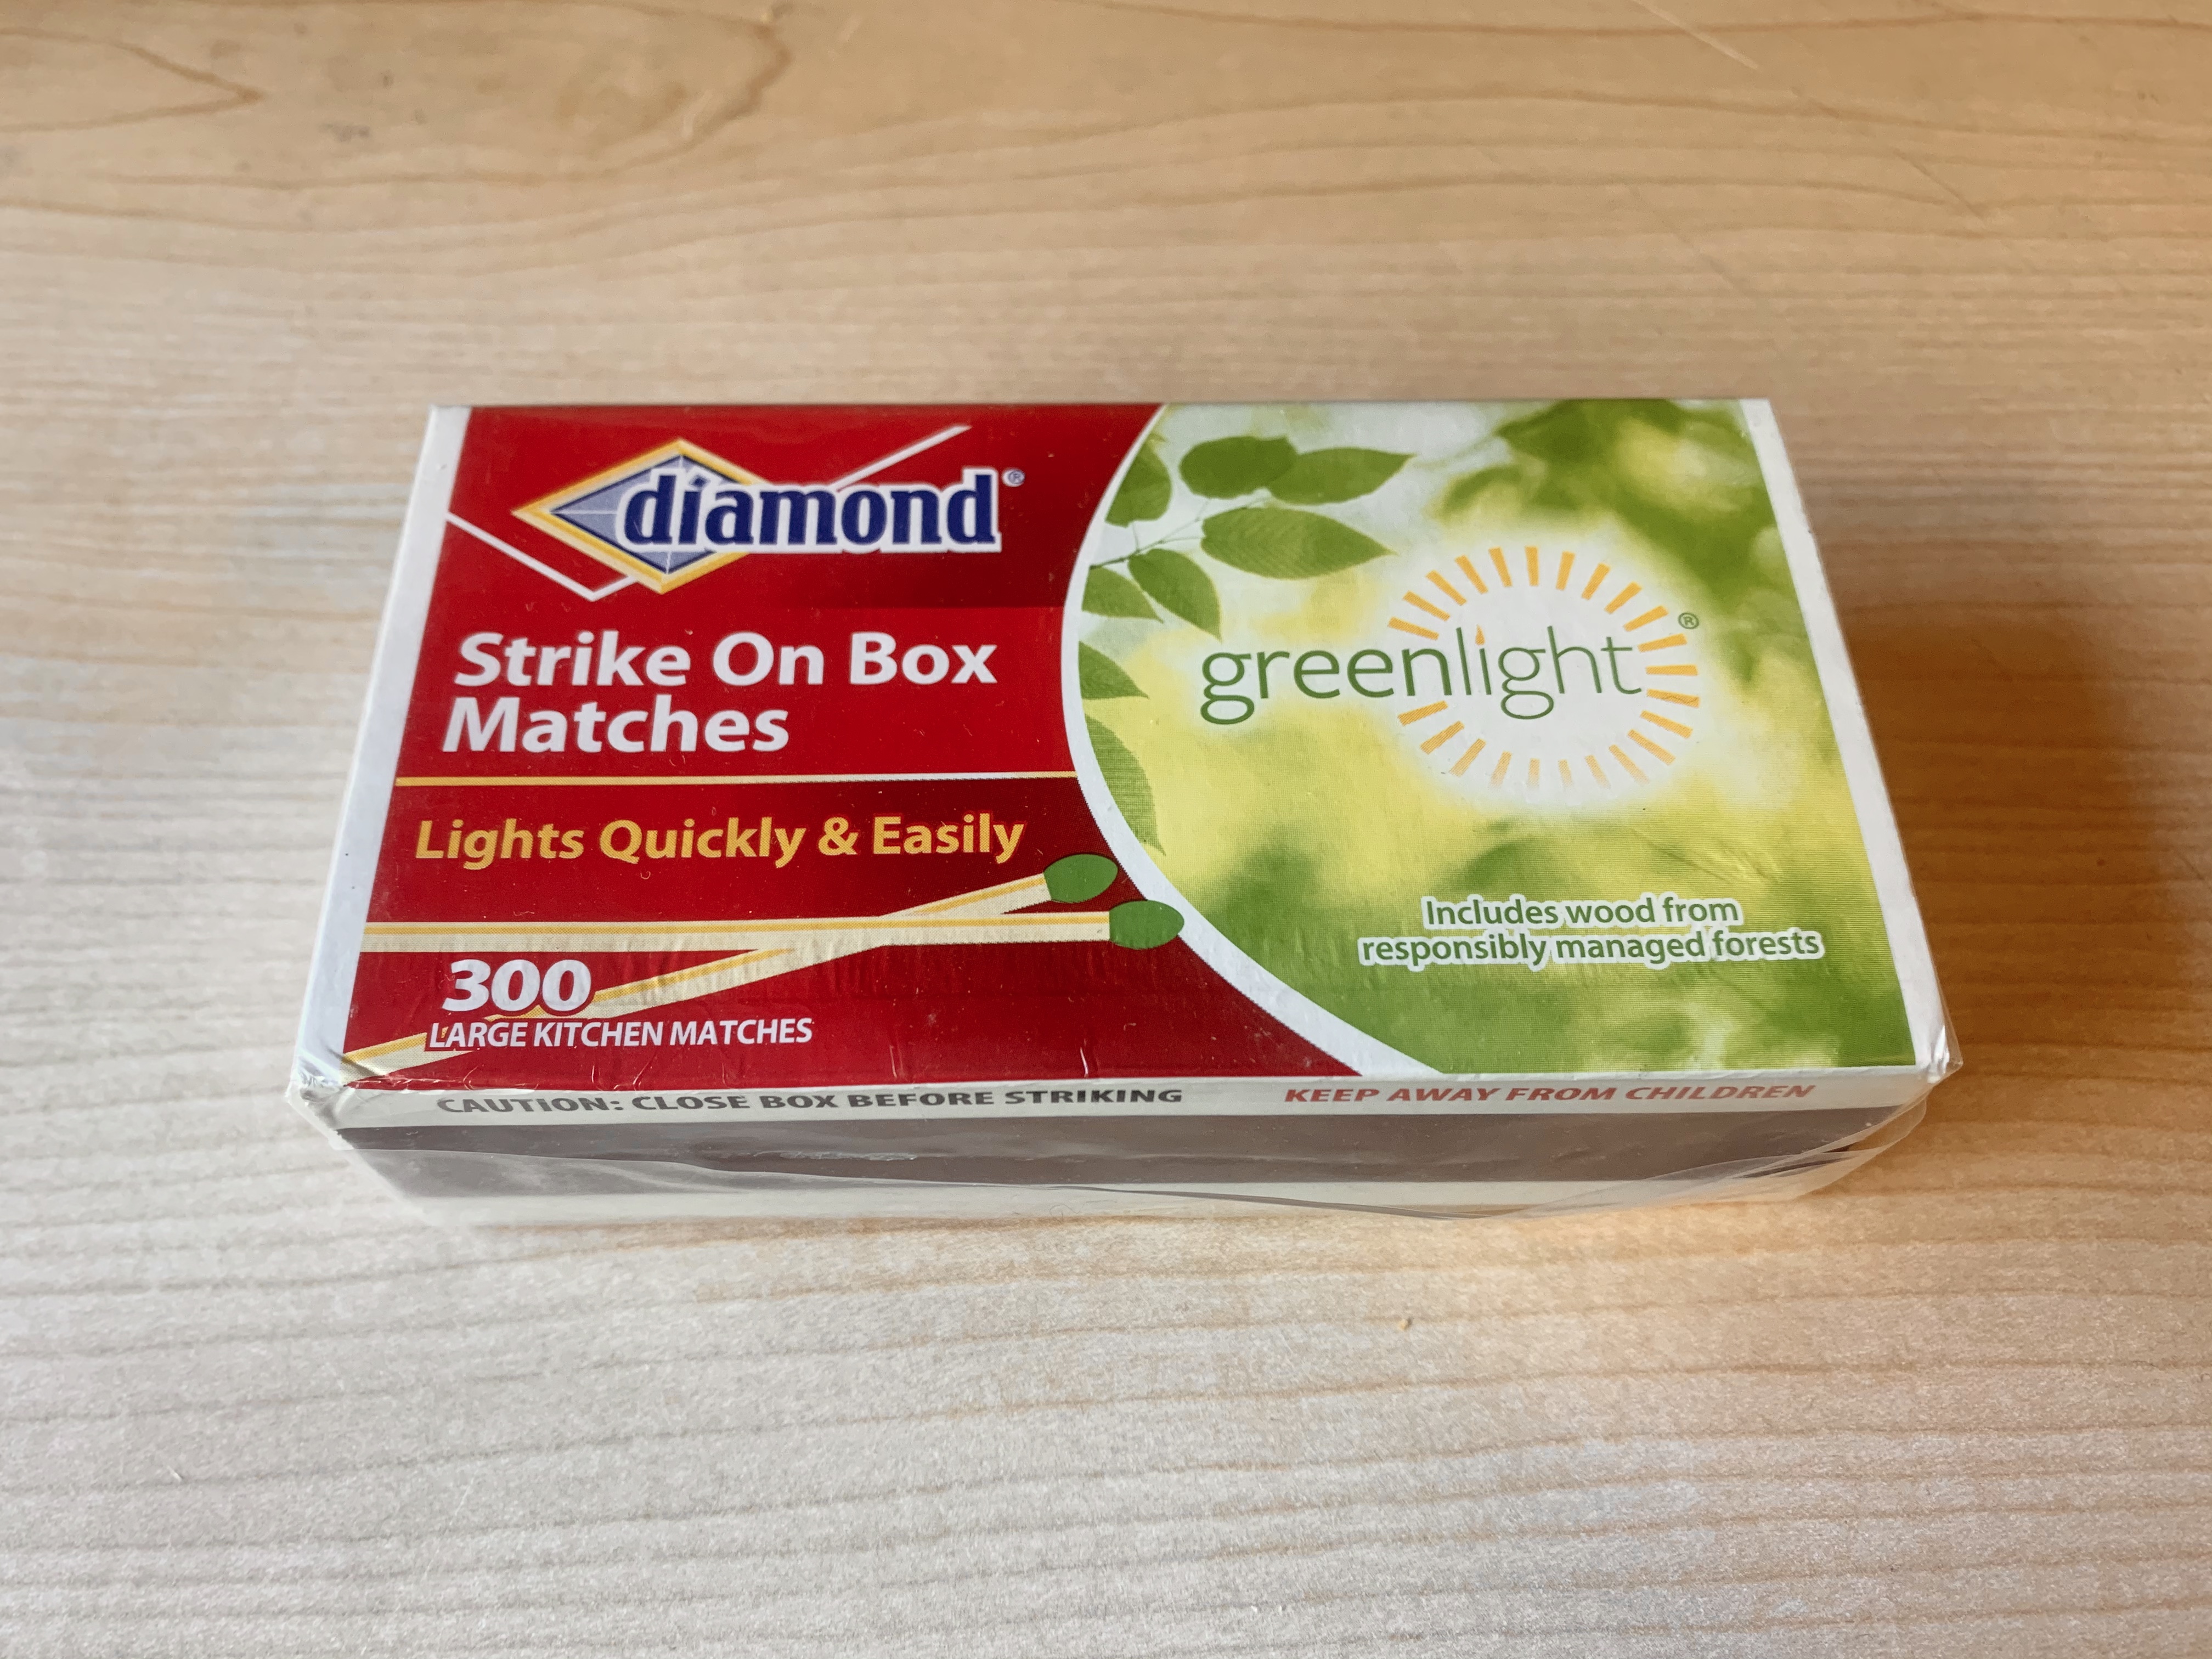 diamond®
Strike On Box
Matches
Lights Quickly & Easily
300
LARGE KITCHEN MATCHES
greenlight®
Includes wood from
responsibly managed forests
CAUTION: CLOSE BOX BEFORE STRIKING
KEEP AWAY FROM CHILDREN